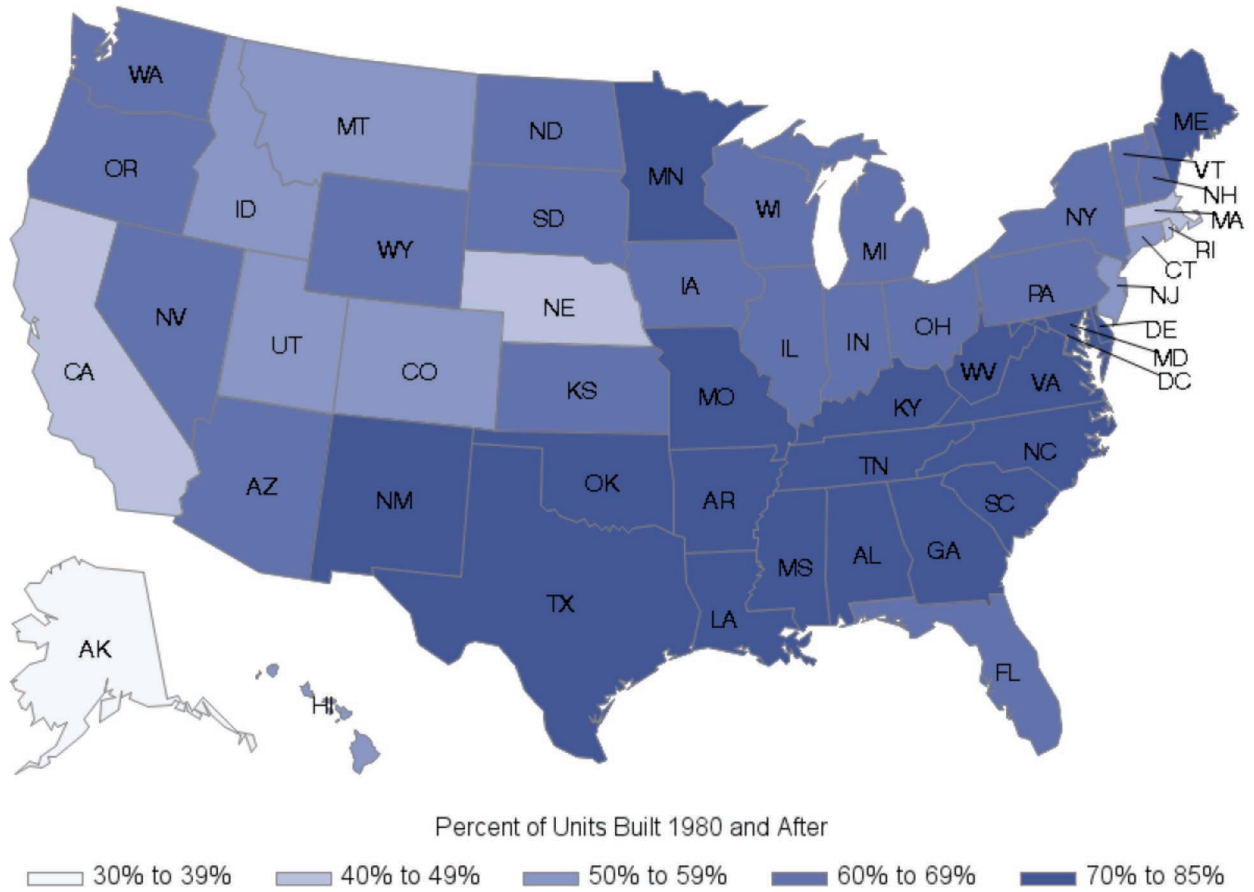 WA
MT
ND
MN
ME
OR
ID
SD
WI
VT
NH
WY
MI
NY
MA
RI
CT
NV
NE
IA
PA
NJ
UT
CO
IL
IN
OH
DE
MD
DC
CA
KS
MO
KY
WV
VA
AZ
NM
OK
AR
TN
NC
SC
TX
LA
MS
AL
GA
AK
HI
FL
Percent of Units Built 1980 and After
30% to 39% 40% to 49% 50% to 59% 60% to 69% 70% to 85%